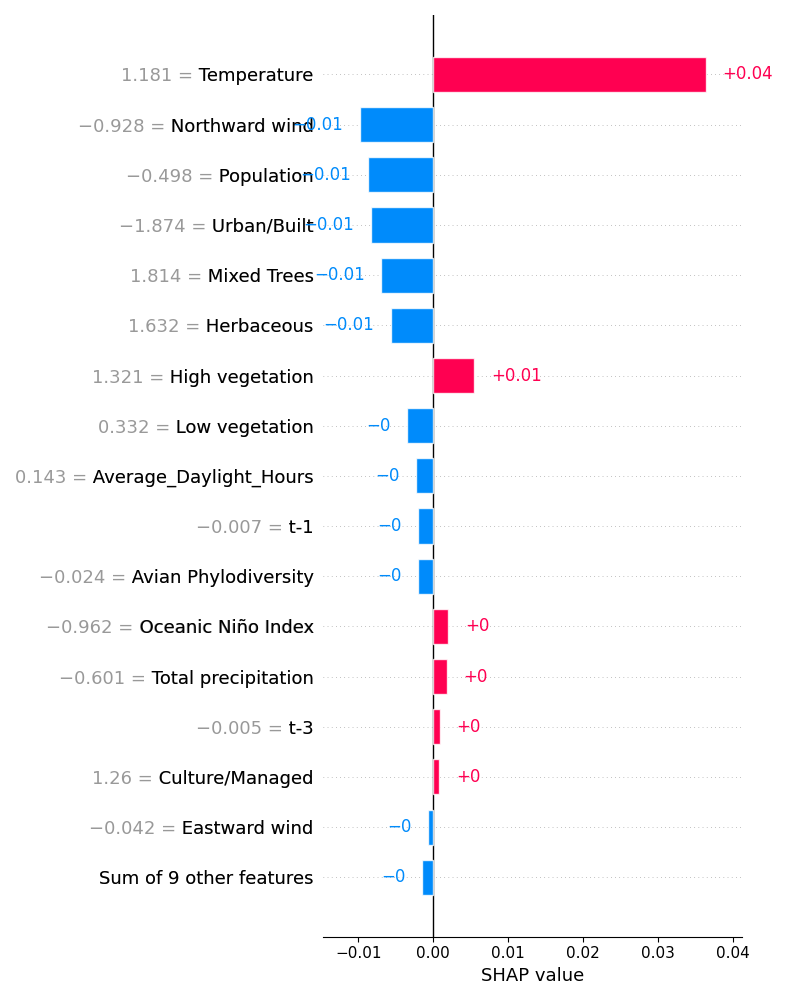 1.181 = Temperature +0.04
−0.928 = Northward wind −0.01
−0.498 = Population −0.01
−1.874 = Urban/Built −0.01
1.814 = Mixed Trees −0.01
1.632 = Herbaceous −0.01
1.321 = High vegetation +0.01
0.332 = Low vegetation −0
0.143 = Average_Daylight_Hours −0
−0.007 = t-1 −0
−0.024 = Avian Phylodiversity −0
−0.962 = Oceanic Niño Index +0
−0.601 = Total precipitation +0
−0.005 = t-3 +0
1.26 = Culture/Managed +0
−0.042 = Eastward wind −0
Sum of 9 other features −0
−0.01 0.00 0.01 0.02 0.03 0.04
SHAP value